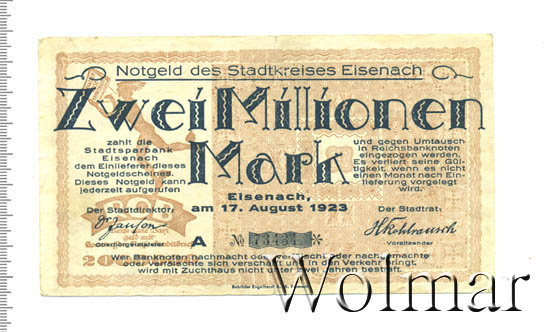 Notgeld des Stadtkreises Eisenach
Zwei Millionen
Mark
zahlt die
Stadtsparbank
Eisenach
dem Einlieferer dieses
Notgeldscheines.
Dieses Notgeld kann
jederzeit aufgerufen
und gegen Umtausch
in Reichsbanknoten
eingezogen werden.
Es verliert seine Gül-
tigkeit, wenn es nicht
einen Monat nach Ein-
lieferung vorgelegt
wird.
Eisenach,
am 17. August 1923
Der Stadtdirektor:
Der Stadtrat:
Dr Janson
HKohlrausch
Oberbürgermeister
Vorsitzender
A № 73434 *
Wer Banknoten nachmacht oder verfälscht oder nachgemachte
oder verfälschte sich verschafft und in den Verkehr bringt,
wird mit Zuchthaus nicht unter zwei Jahren bestraft.
Wolmar